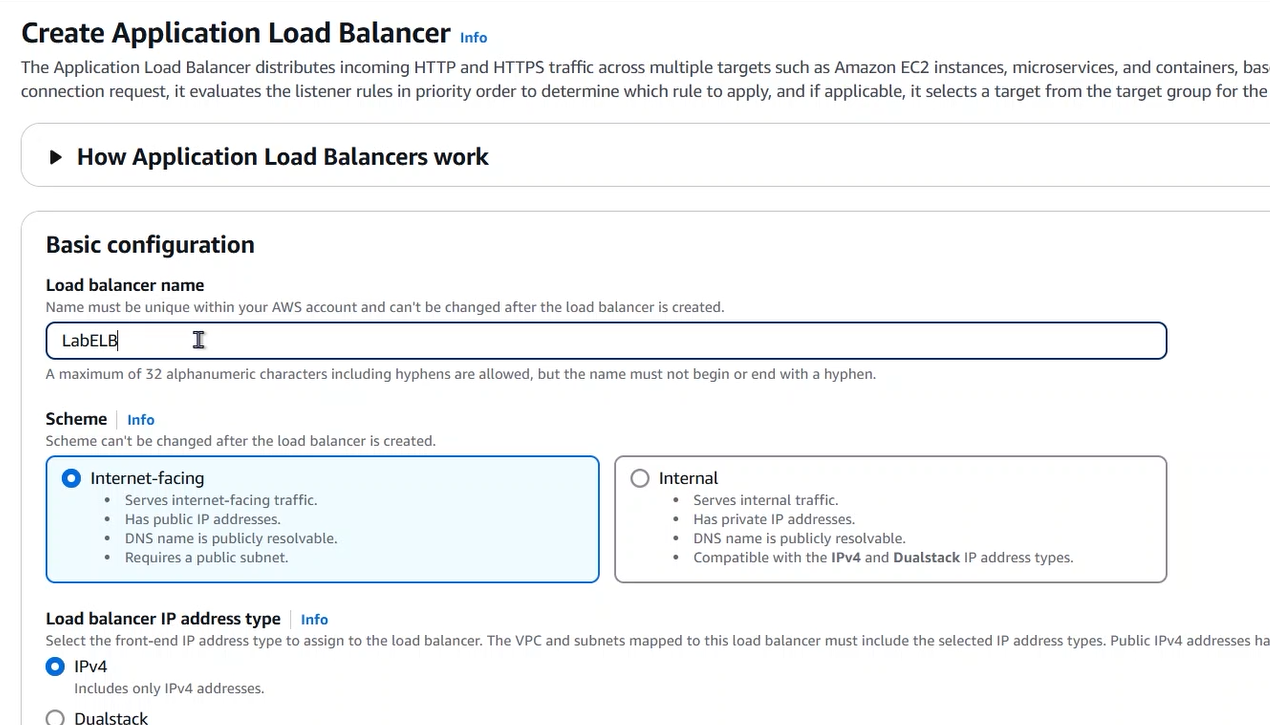 Create Application Load Balancer Info
The Application Load Balancer distributes incoming HTTP and HTTPS traffic across multiple targets such as Amazon EC2 instances, microservices, and containers, bas
connection request, it evaluates the listener rules in priority order to determine which rule to apply, and if applicable, it selects a target from the target group for the
How Application Load Balancers work
Basic configuration
Load balancer name
Name must be unique within your AWS account and can't be changed after the load balancer is created.
LabELB
A maximum of 32 alphanumeric characters including hyphens are allowed, but the name must not begin or end with a hyphen.
Scheme Info
Scheme can't be changed after the load balancer is created.
Internet-facing
• Serves internet-facing traffic.
• Has public IP addresses.
• DNS name is publicly resolvable.
• Requires a public subnet.
Internal
• Serves internal traffic.
• Has private IP addresses.
• DNS name is publicly resolvable.
• Compatible with the IPv4 and Dualstack IP address types.
Load balancer IP address type Info
Select the front-end IP address type to assign to the load balancer. The VPC and subnets mapped to this load balancer must include the selected IP address types. Public IPv4 addresses ha
IPv4
Includes only IPv4 addresses.
Dualstack